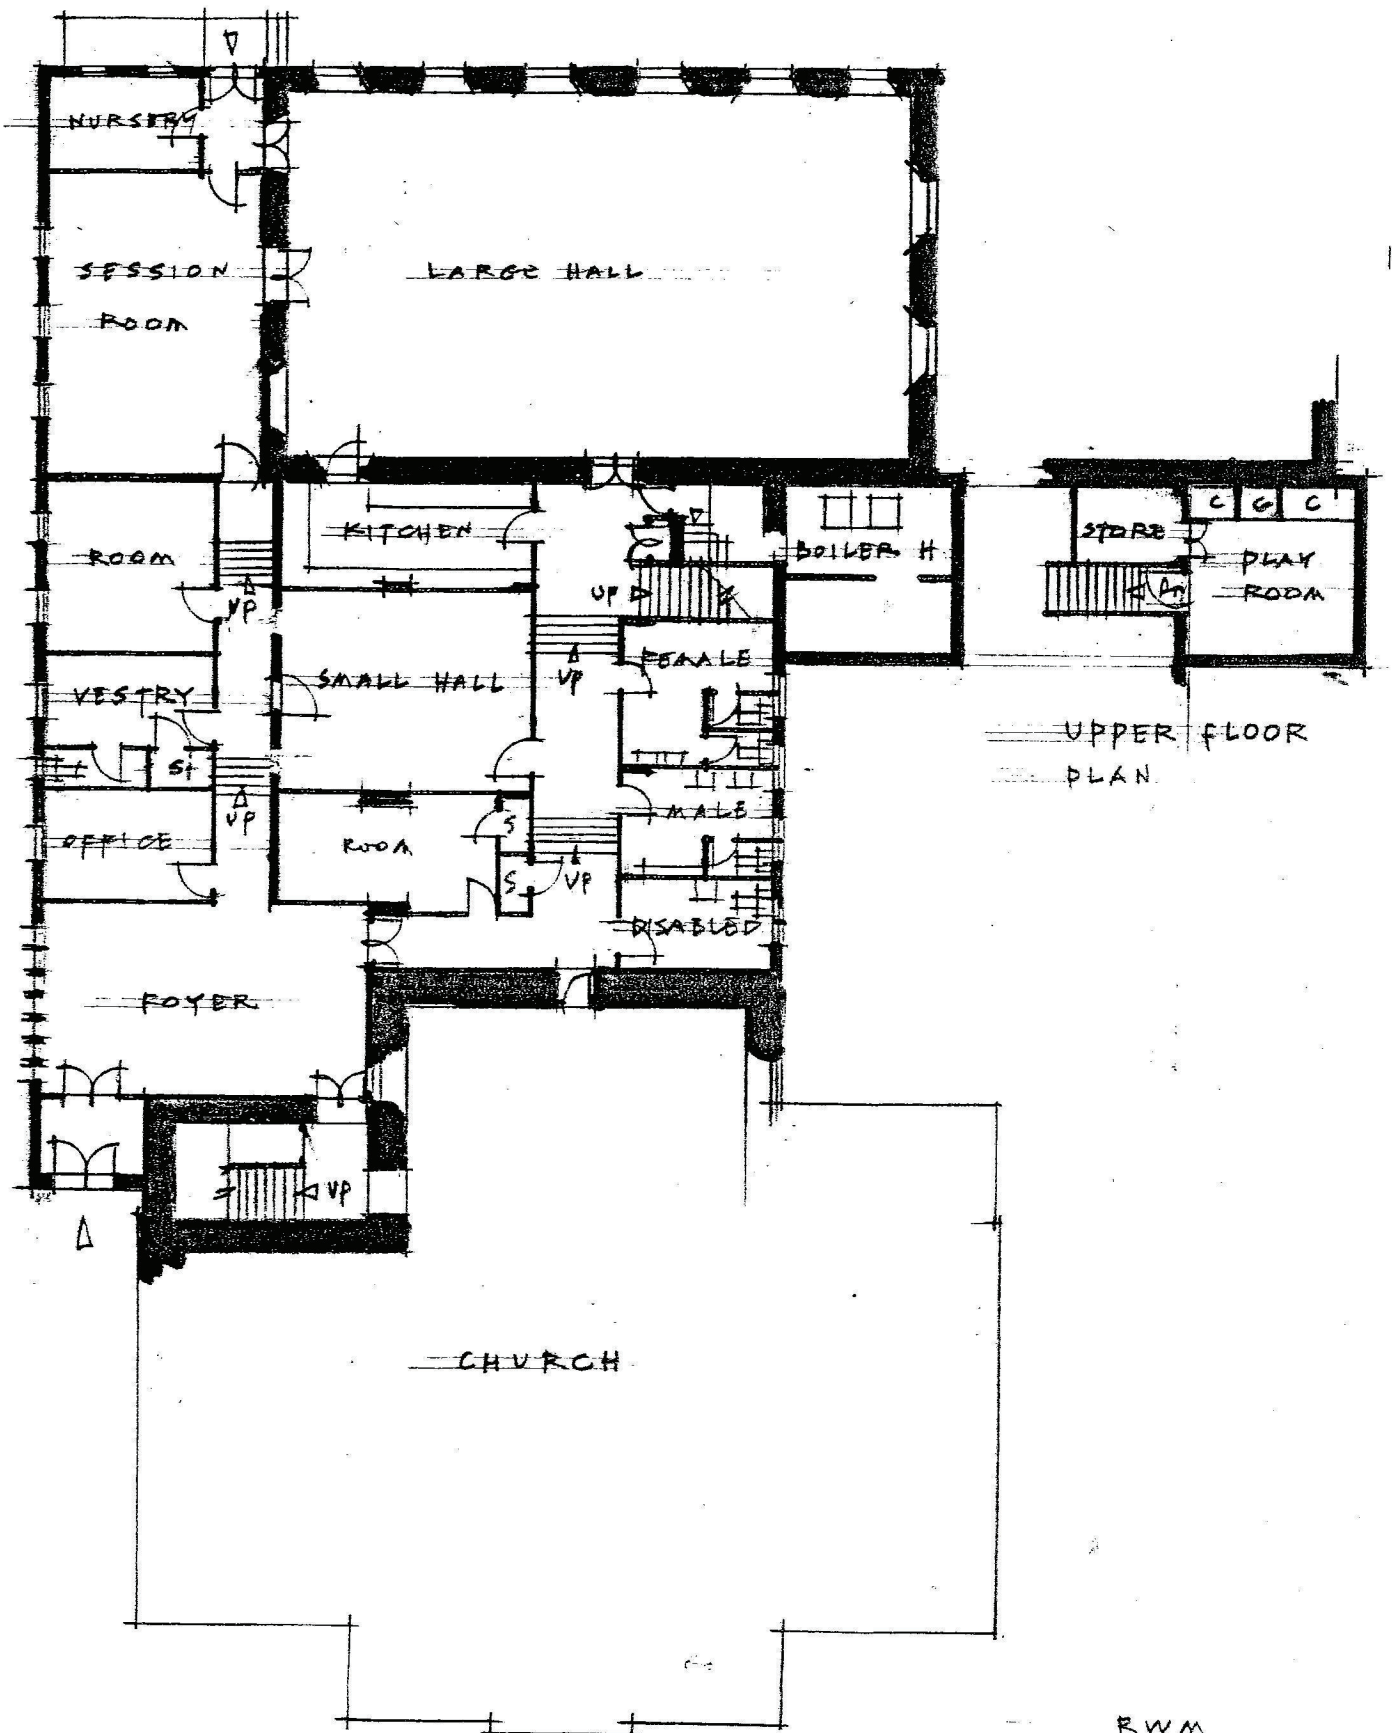 NURSERY
SESSION
ROOM
LARGE HALL
ROOM
UP
KITCHEN
BOILER H
STORE
C
G
C
PLAY
ROOM
UP
SMALL HALL
UP
FEMALE
VESTRY
St
UP
OFFICE
ROOM
S
S
UP
MALE
DISABLED
UPPER FLOOR
PLAN
FOYER
UP
CHURCH
RWM